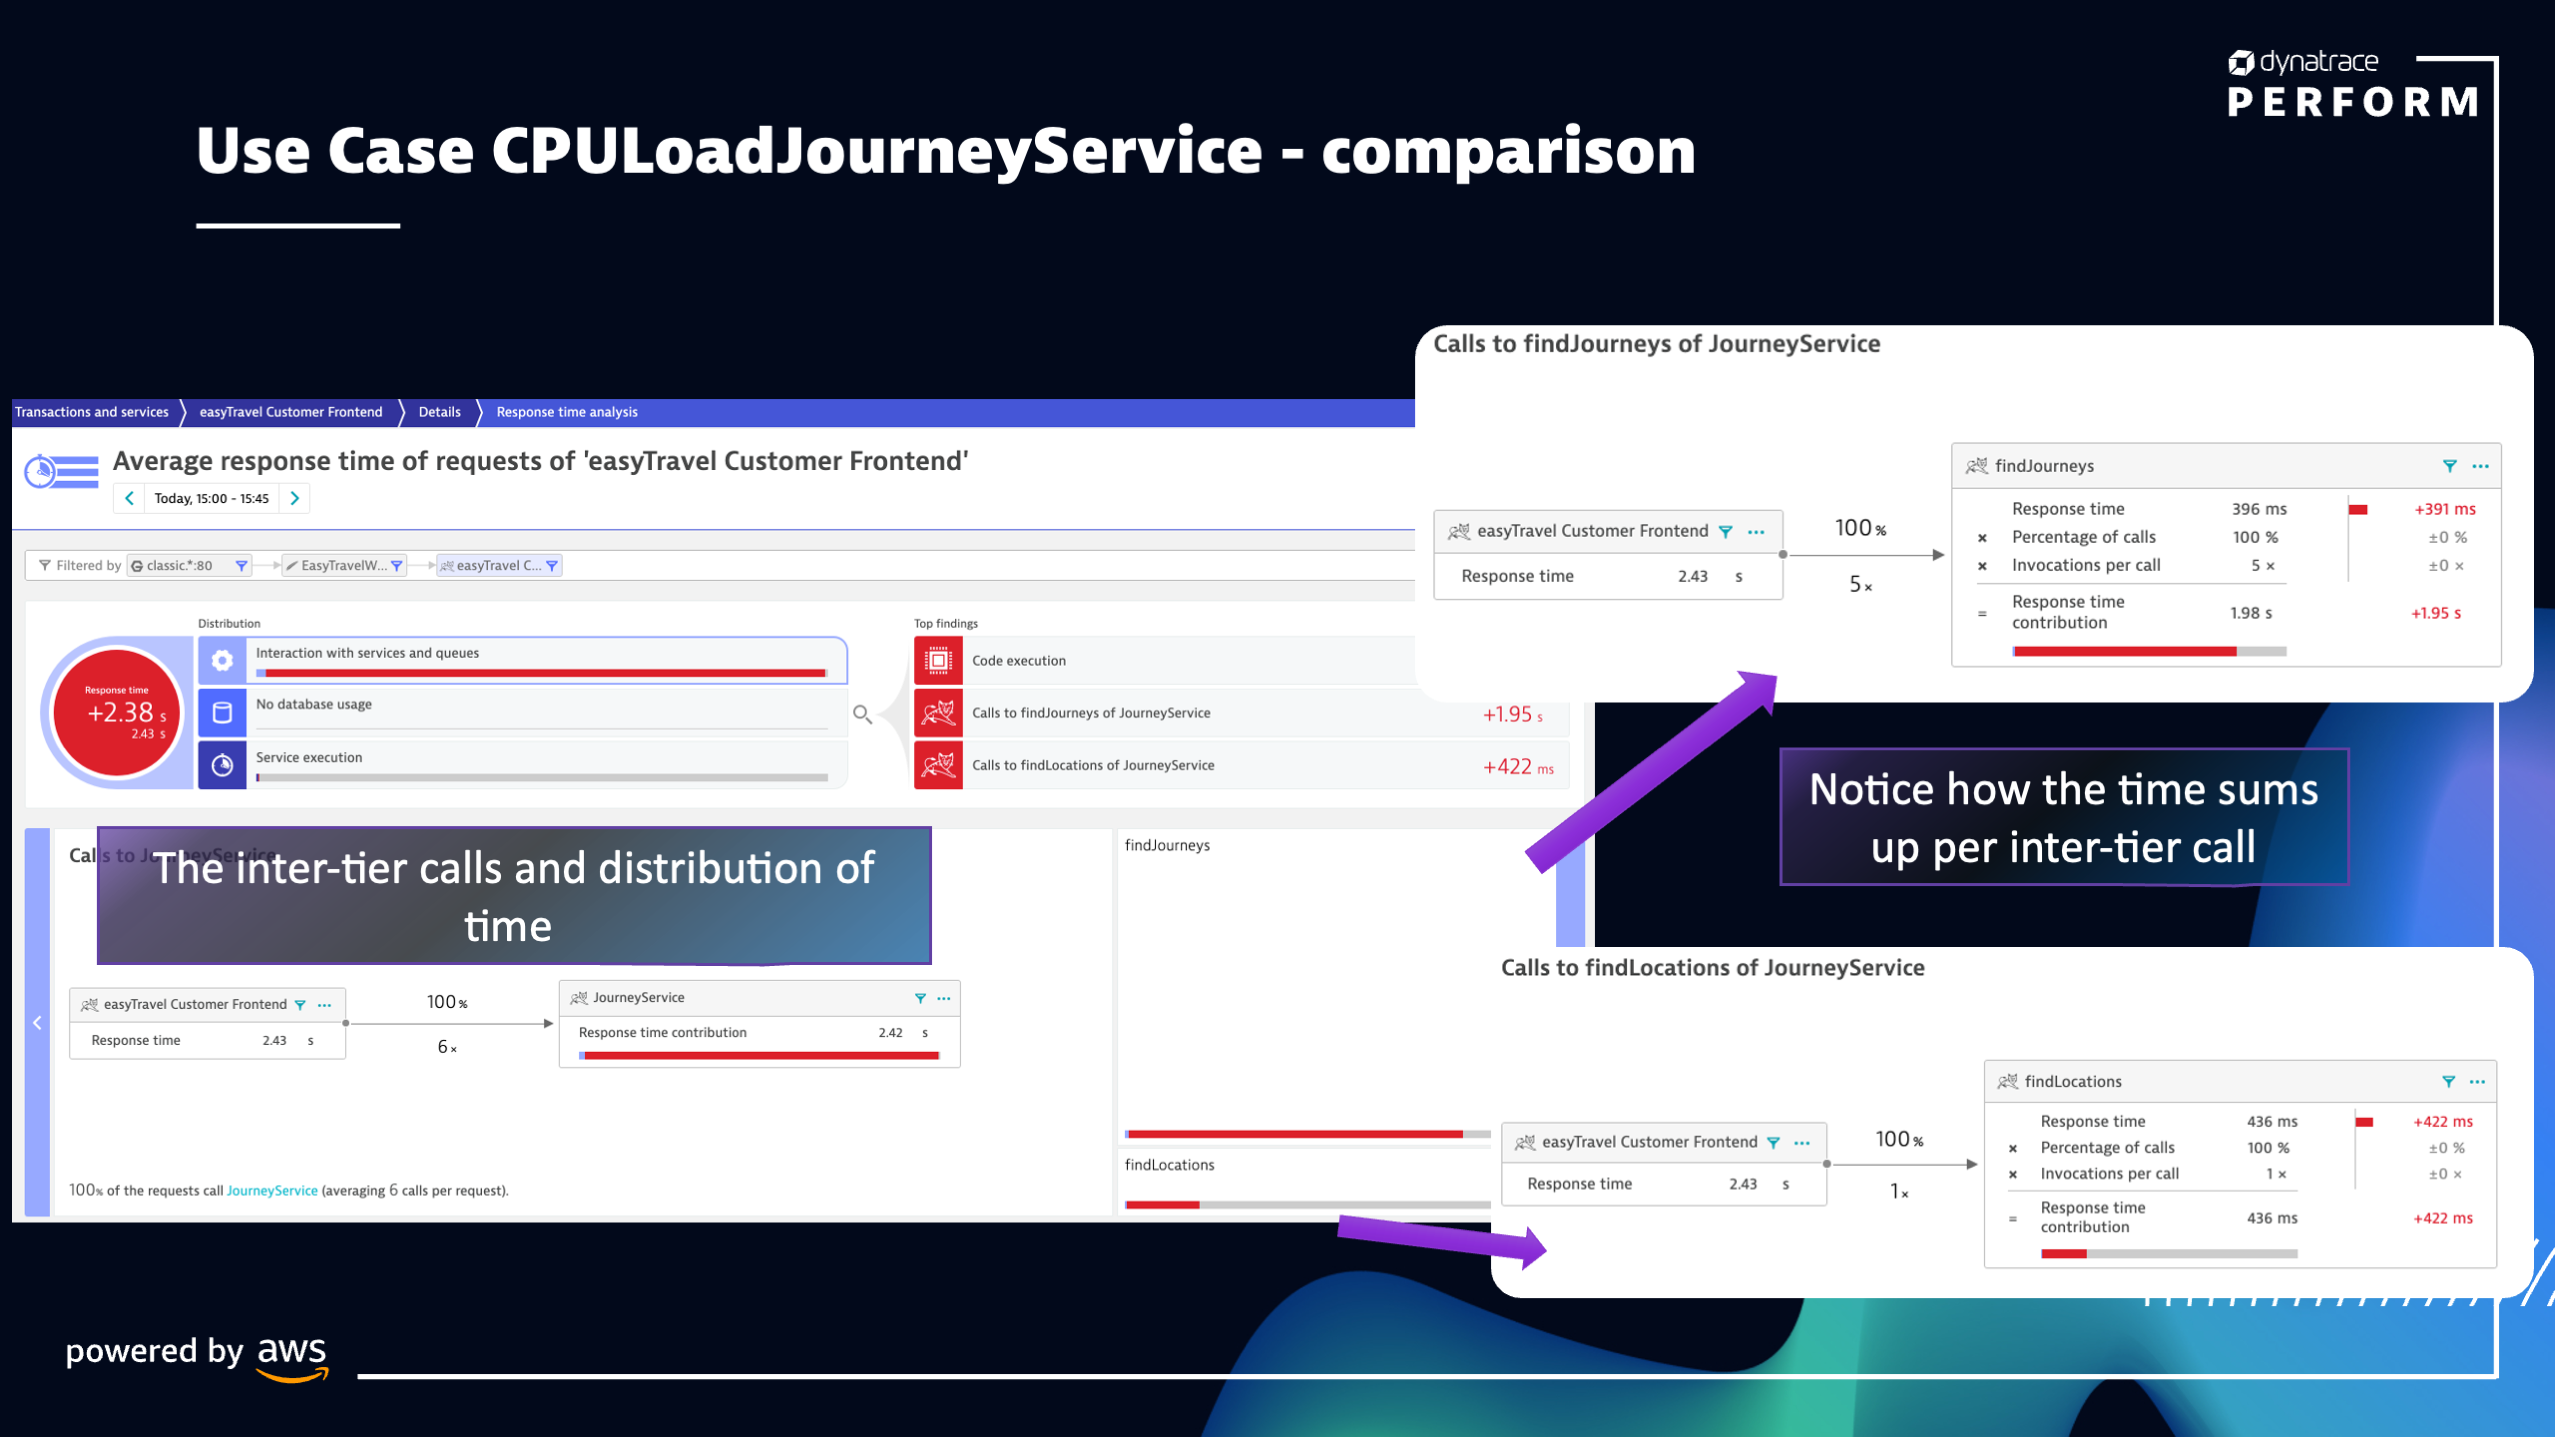 dynatrace
PERFORM
Use Case CPULoadJourneyService - comparison
Transactions and services
easyTravel Customer Frontend
Details
Response time analysis
Average response time of requests of 'easyTravel Customer Frontend'
Today, 15:00 - 15:45
Filtered by
classic.*:80
EasyTravelW...
easyTravel C...
Response time
+2.38 s
2.43 s
Distribution
Interaction with services and queues
No database usage
Service execution
Top findings
Code execution
Calls to findJourneys of JourneyService
+1.95 s
Calls to findLocations of JourneyService
+422 ms
Calls to JourneyService
The inter-tier calls and distribution of
time
easyTravel Customer Frontend ...
Response time 2.43 s
100 %
6 ×
JourneyService ...
Response time contribution 2.42 s
100% of the requests call JourneyService (averaging 6 calls per request).
findJourneys
findLocations
Calls to findJourneys of JourneyService
easyTravel Customer Frontend ...
Response time 2.43 s
100 %
5 ×
findJourneys ...
Response time 396 ms +391 ms
× Percentage of calls 100 % ±0 %
× Invocations per call 5 × ±0 ×
= Response time
contribution 1.98 s +1.95 s
Notice how the time sums
up per inter-tier call
Calls to findLocations of JourneyService
easyTravel Customer Frontend ...
Response time 2.43 s
100 %
1 ×
findLocations ...
Response time 436 ms +422 ms
× Percentage of calls 100 % ±0 %
× Invocations per call 1 × ±0 ×
= Response time
contribution 436 ms +422 ms
powered by aws